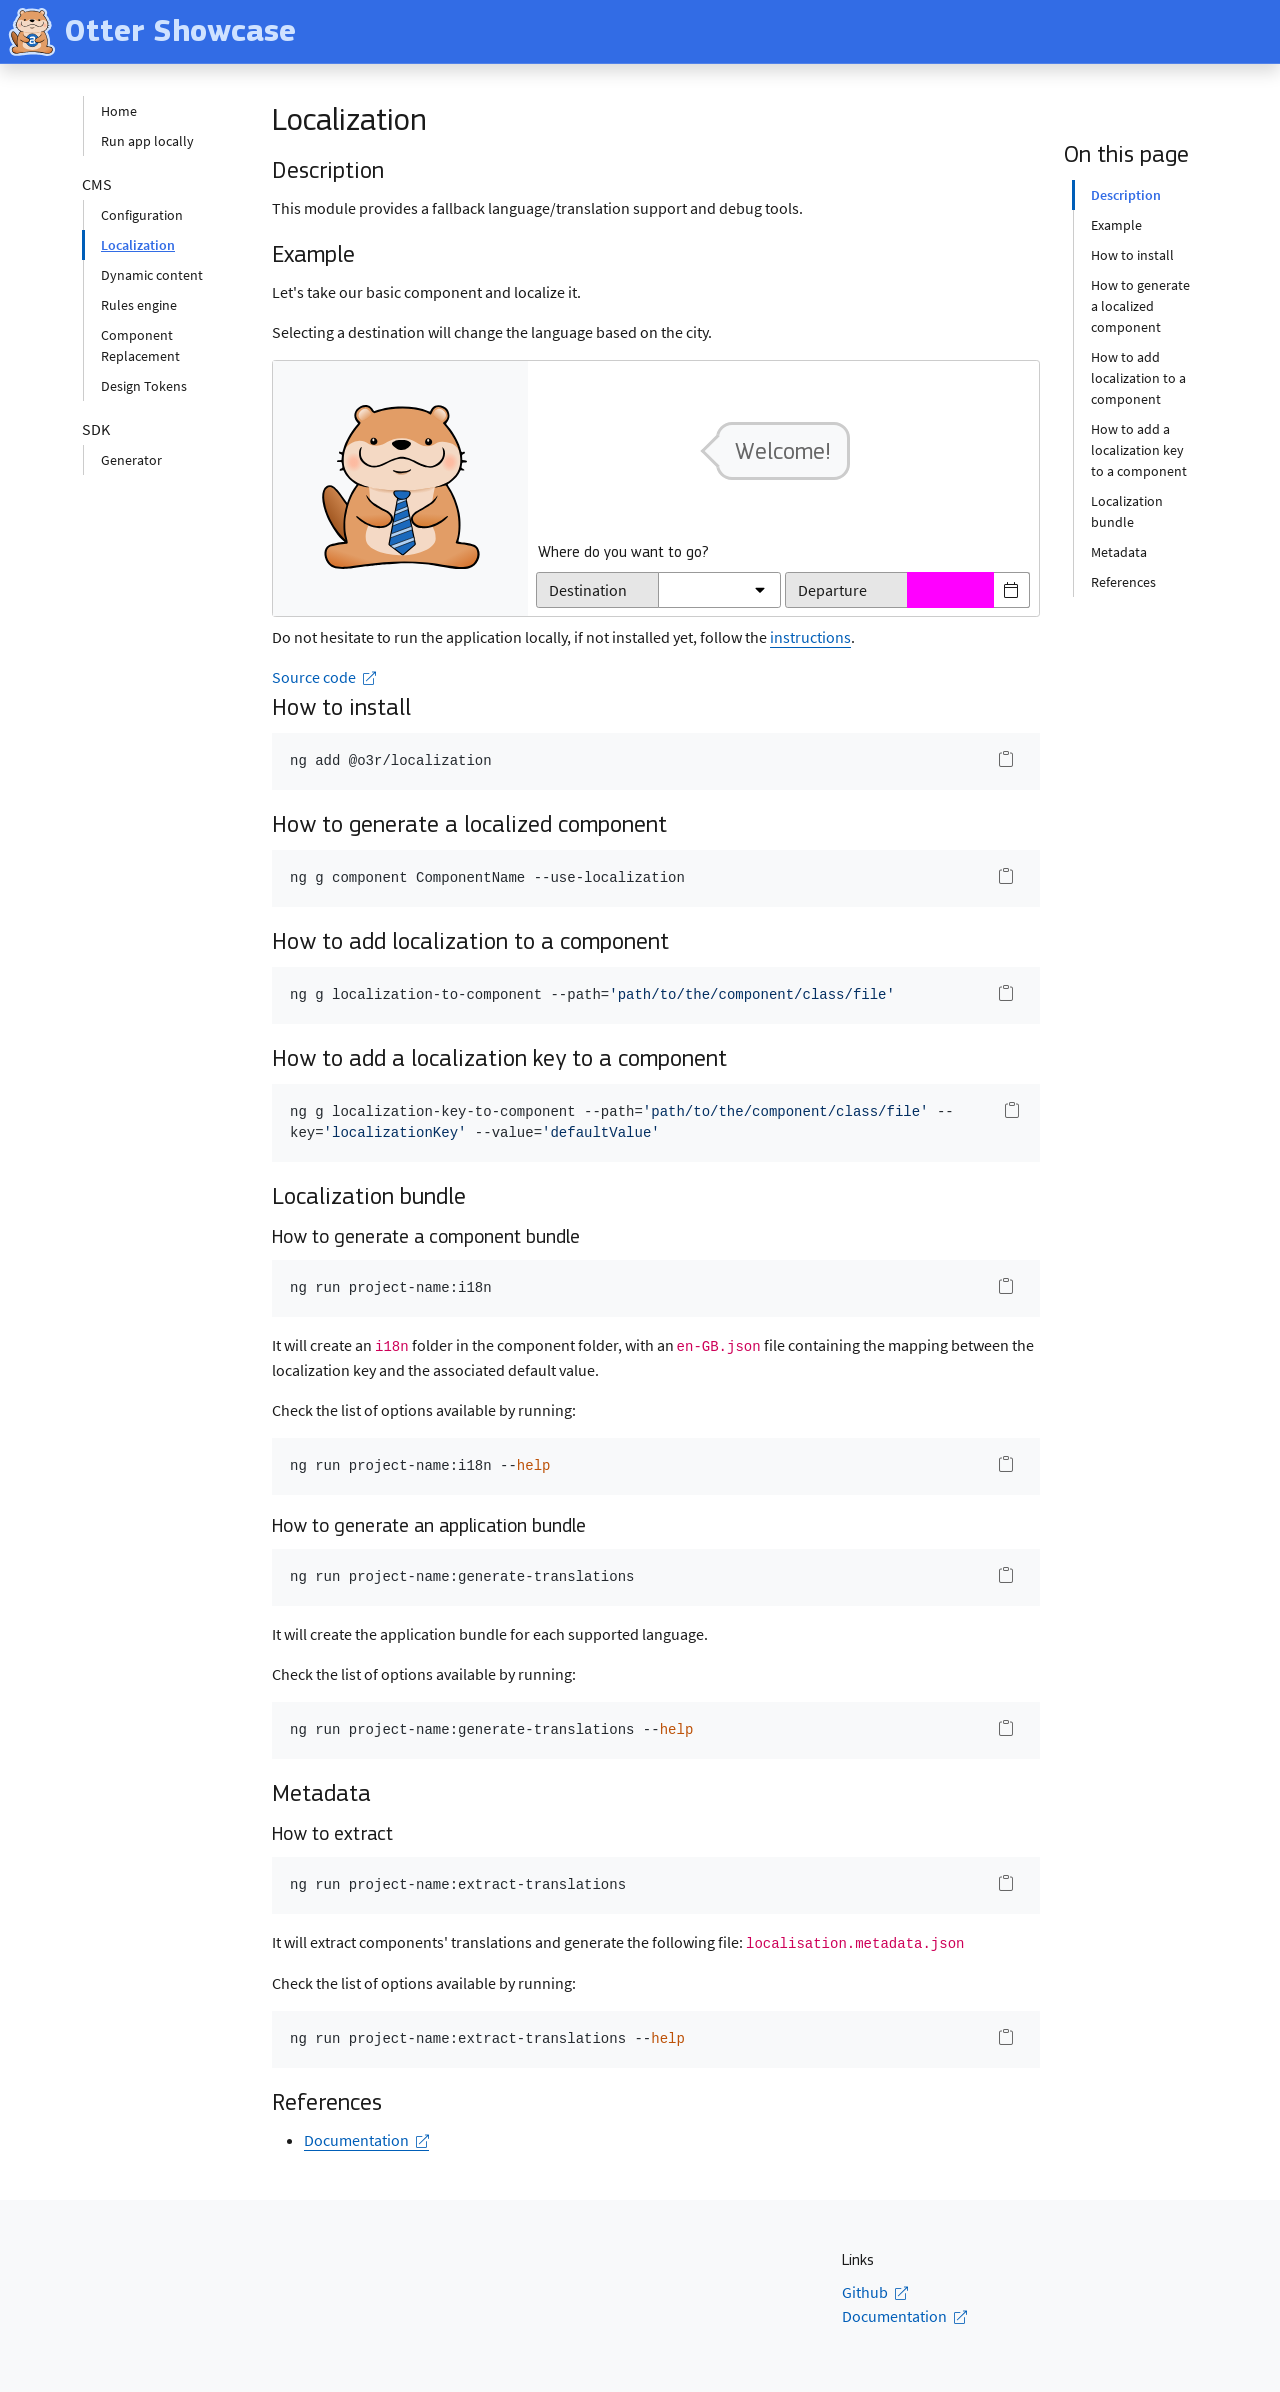 Otter Showcase
Home
Run app locally
CMS
Configuration
Localization
Dynamic content
Rules engine
Component
Replacement
Design Tokens
SDK
Generator
Localization
Description
This module provides a fallback language/translation support and debug tools.
Example
Let's take our basic component and localize it.
Selecting a destination will change the language based on the city.
Welcome!
Where do you want to go?
Destination
Departure
Do not hesitate to run the application locally, if not installed yet, follow the instructions.
Source code
How to install
ng add @o3r/localization
How to generate a localized component
ng g component ComponentName --use-localization
How to add localization to a component
ng g localization-to-component --path='path/to/the/component/class/file'
How to add a localization key to a component
ng g localization-key-to-component --path='path/to/the/component/class/file' --
key='localizationKey' --value='defaultValue'
Localization bundle
How to generate a component bundle
ng run project-name:i18n
It will create an i18n folder in the component folder, with an en-GB.json file containing the mapping between the
localization key and the associated default value.
Check the list of options available by running:
ng run project-name:i18n --help
How to generate an application bundle
ng run project-name:generate-translations
It will create the application bundle for each supported language.
Check the list of options available by running:
ng run project-name:generate-translations --help
Metadata
How to extract
ng run project-name:extract-translations
It will extract components' translations and generate the following file: localisation.metadata.json
Check the list of options available by running:
ng run project-name:extract-translations --help
References
Documentation
On this page
Description
Example
How to install
How to generate
a localized
component
How to add
localization to a
component
How to add a
localization key
to a component
Localization
bundle
Metadata
References
Links
Github
Documentation